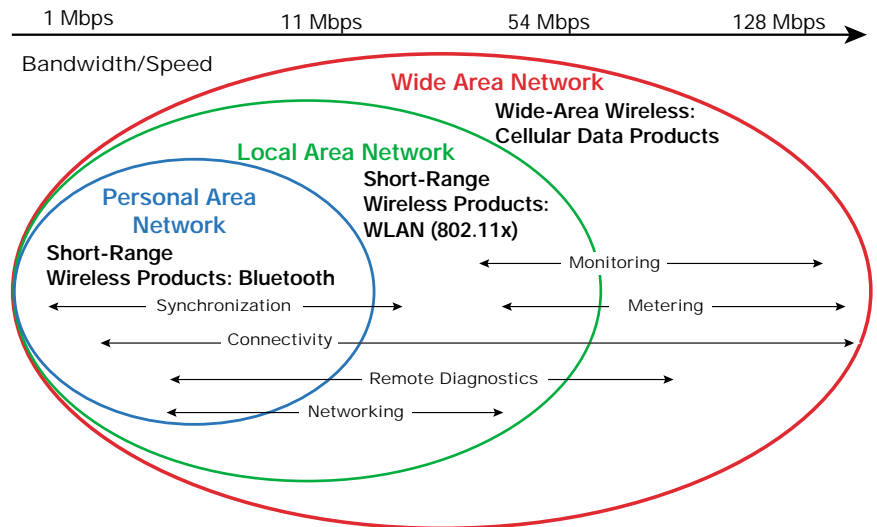 1 Mbps 11 Mbps 54 Mbps 128 Mbps
Bandwidth/Speed
Wide Area Network
Wide-Area Wireless:
Cellular Data Products
Local Area Network
Short-Range
Wireless Products:
WLAN (802.11x)
Personal Area
Network
Short-Range
Wireless Products: Bluetooth
Monitoring
Synchronization
Metering
Connectivity
Remote Diagnostics
Networking